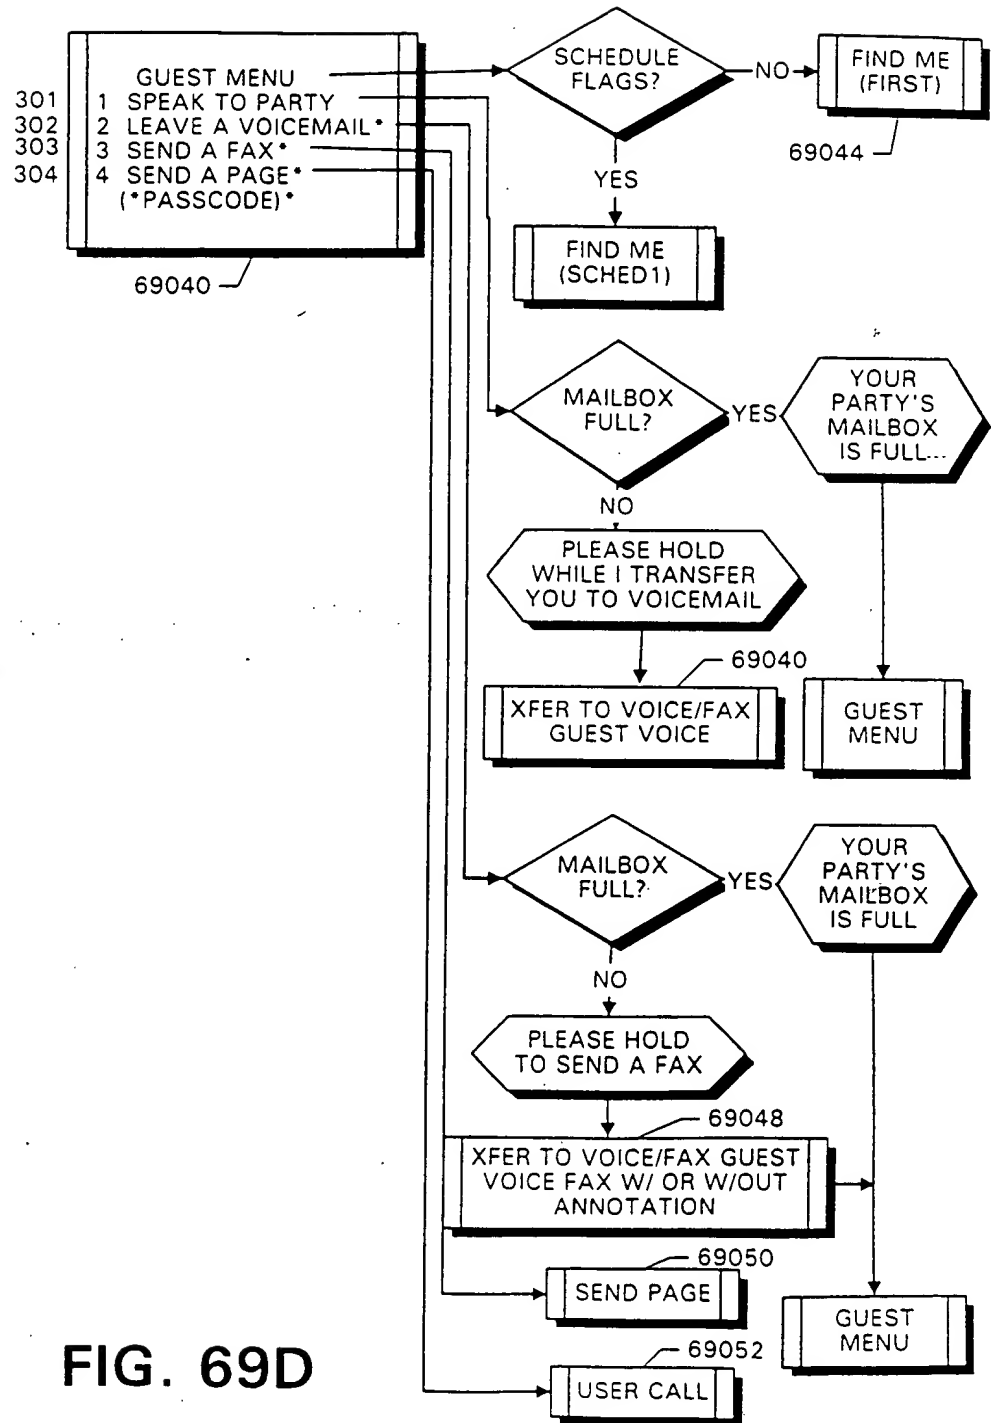 GUEST MENU
301 1 SPEAK TO PARTY
302 2 LEAVE A VOICEMAIL*
303 3 SEND A FAX*
304 4 SEND A PAGE*
(*PASSCODE)*
69040
SCHEDULE
FLAGS?
NO
FIND ME
(FIRST)
69044
YES
FIND ME
(SCHED1)
MAILBOX
FULL?
YES
YOUR
PARTY'S
MAILBOX
IS FULL...
NO
PLEASE HOLD
WHILE I TRANSFER
YOU TO VOICEMAIL
69040
XFER TO VOICE/FAX
GUEST VOICE
GUEST
MENU
MAILBOX
FULL?
YES
YOUR
PARTY'S
MAILBOX
IS FULL
NO
PLEASE HOLD
TO SEND A FAX
69048
XFER TO VOICE/FAX GUEST
VOICE FAX W/ OR W/OUT
ANNOTATION
69050
SEND PAGE
GUEST
MENU
69052
USER CALL
FIG. 69D